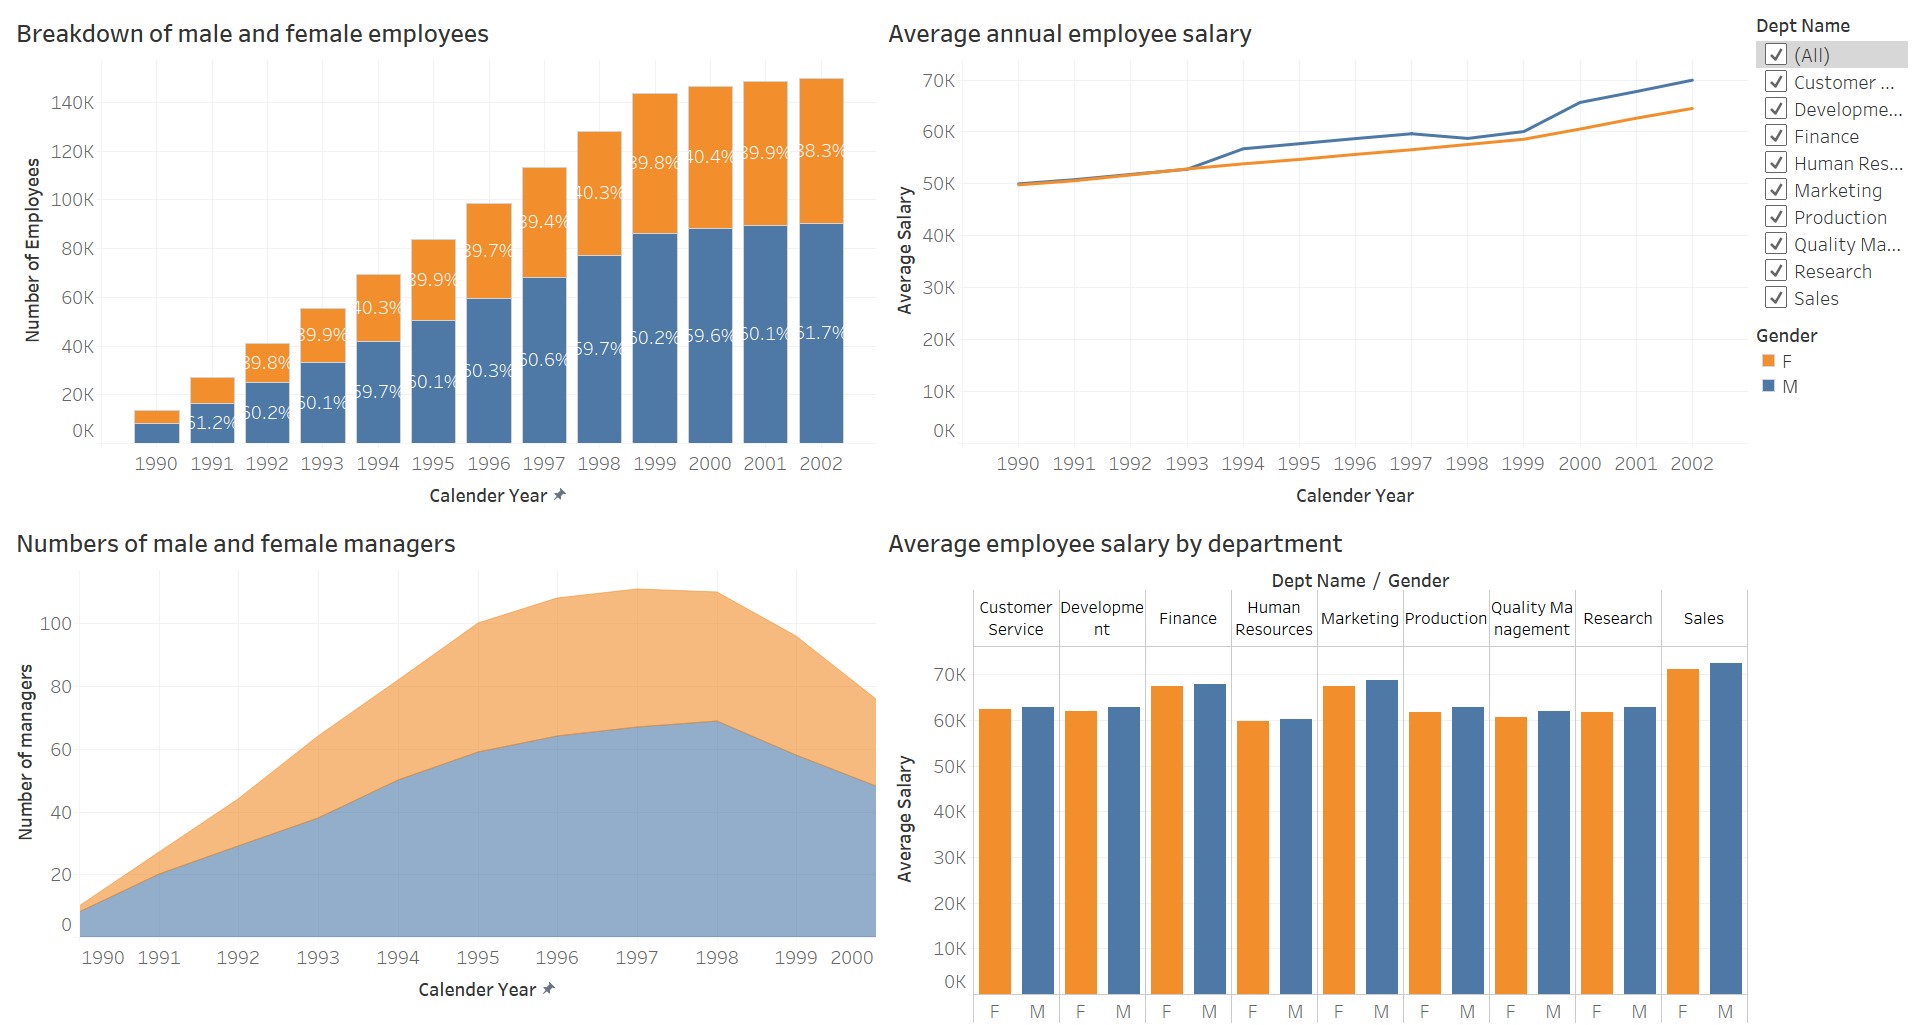 Breakdown of male and female employees
Number of Employees
140K
120K
100K
80K
60K
40K
20K
0K
39.8%
39.9%
40.3%
39.9%
39.7%
39.4%
40.3%
39.8%
40.4%
39.9%
38.3%
61.2%
60.2%
60.1%
59.7%
60.1%
60.3%
60.6%
59.7%
60.2%
59.6%
60.1%
61.7%
1990 1991 1992 1993 1994 1995 1996 1997 1998 1999 2000 2001 2002
Calender Year
Average annual employee salary
Average Salary
70K
60K
50K
40K
30K
20K
10K
0K
1990 1991 1992 1993 1994 1995 1996 1997 1998 1999 2000 2001 2002
Calender Year
Dept Name
(All)
Customer ...
Developme...
Finance
Human Res...
Marketing
Production
Quality Ma...
Research
Sales
Gender
F
M
Numbers of male and female managers
Number of managers
100
80
60
40
20
0
1990 1991 1992 1993 1994 1995 1996 1997 1998 1999 2000
Calender Year
Average employee salary by department
Dept Name / Gender
Customer
Service
Developme
nt
Finance
Human
Resources
Marketing
Production
Quality Ma
nagement
Research
Sales
Average Salary
70K
60K
50K
40K
30K
20K
10K
0K
F M F M F M F M F M F M F M F M F M